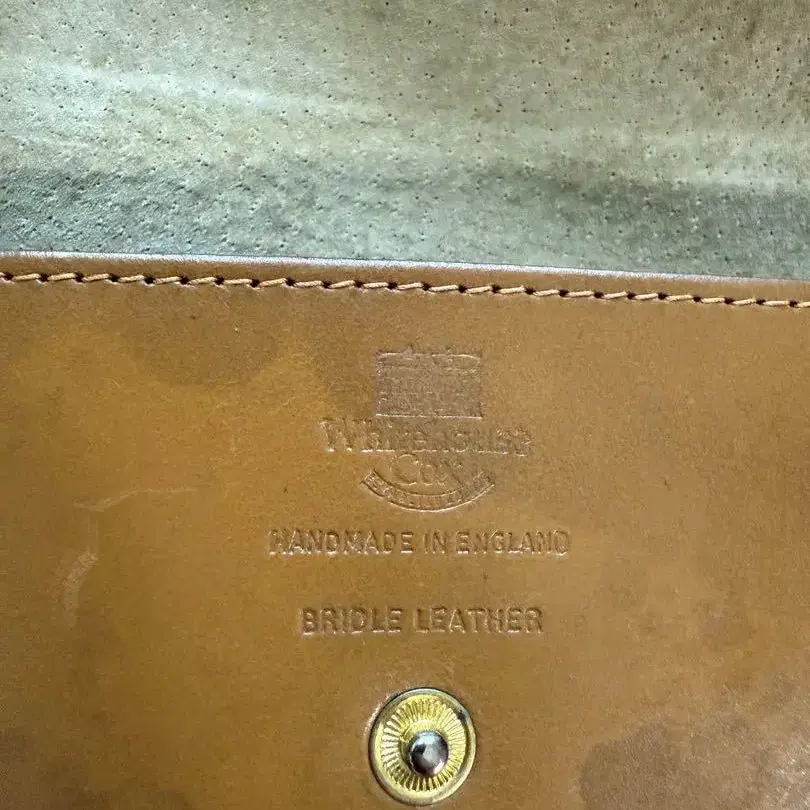 Whitehouse
Cox
HANDMADE IN ENGLAND
BRIDLE LEATHER